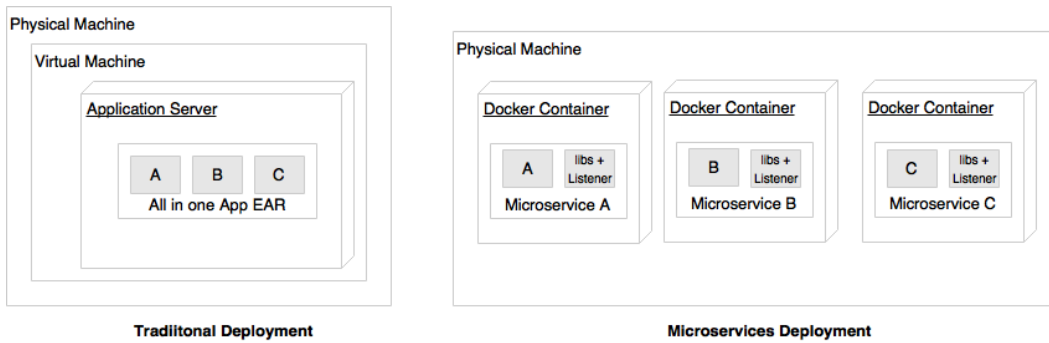 Physical Machine
Virtual Machine
Application Server
A
B
C
All in one App EAR
Tradiitonal Deployment
Physical Machine
Docker Container
A
libs +
Listener
Microservice A
Docker Container
B
libs +
Listener
Microservice B
Docker Container
C
libs +
Listener
Microservice C
Microservices Deployment